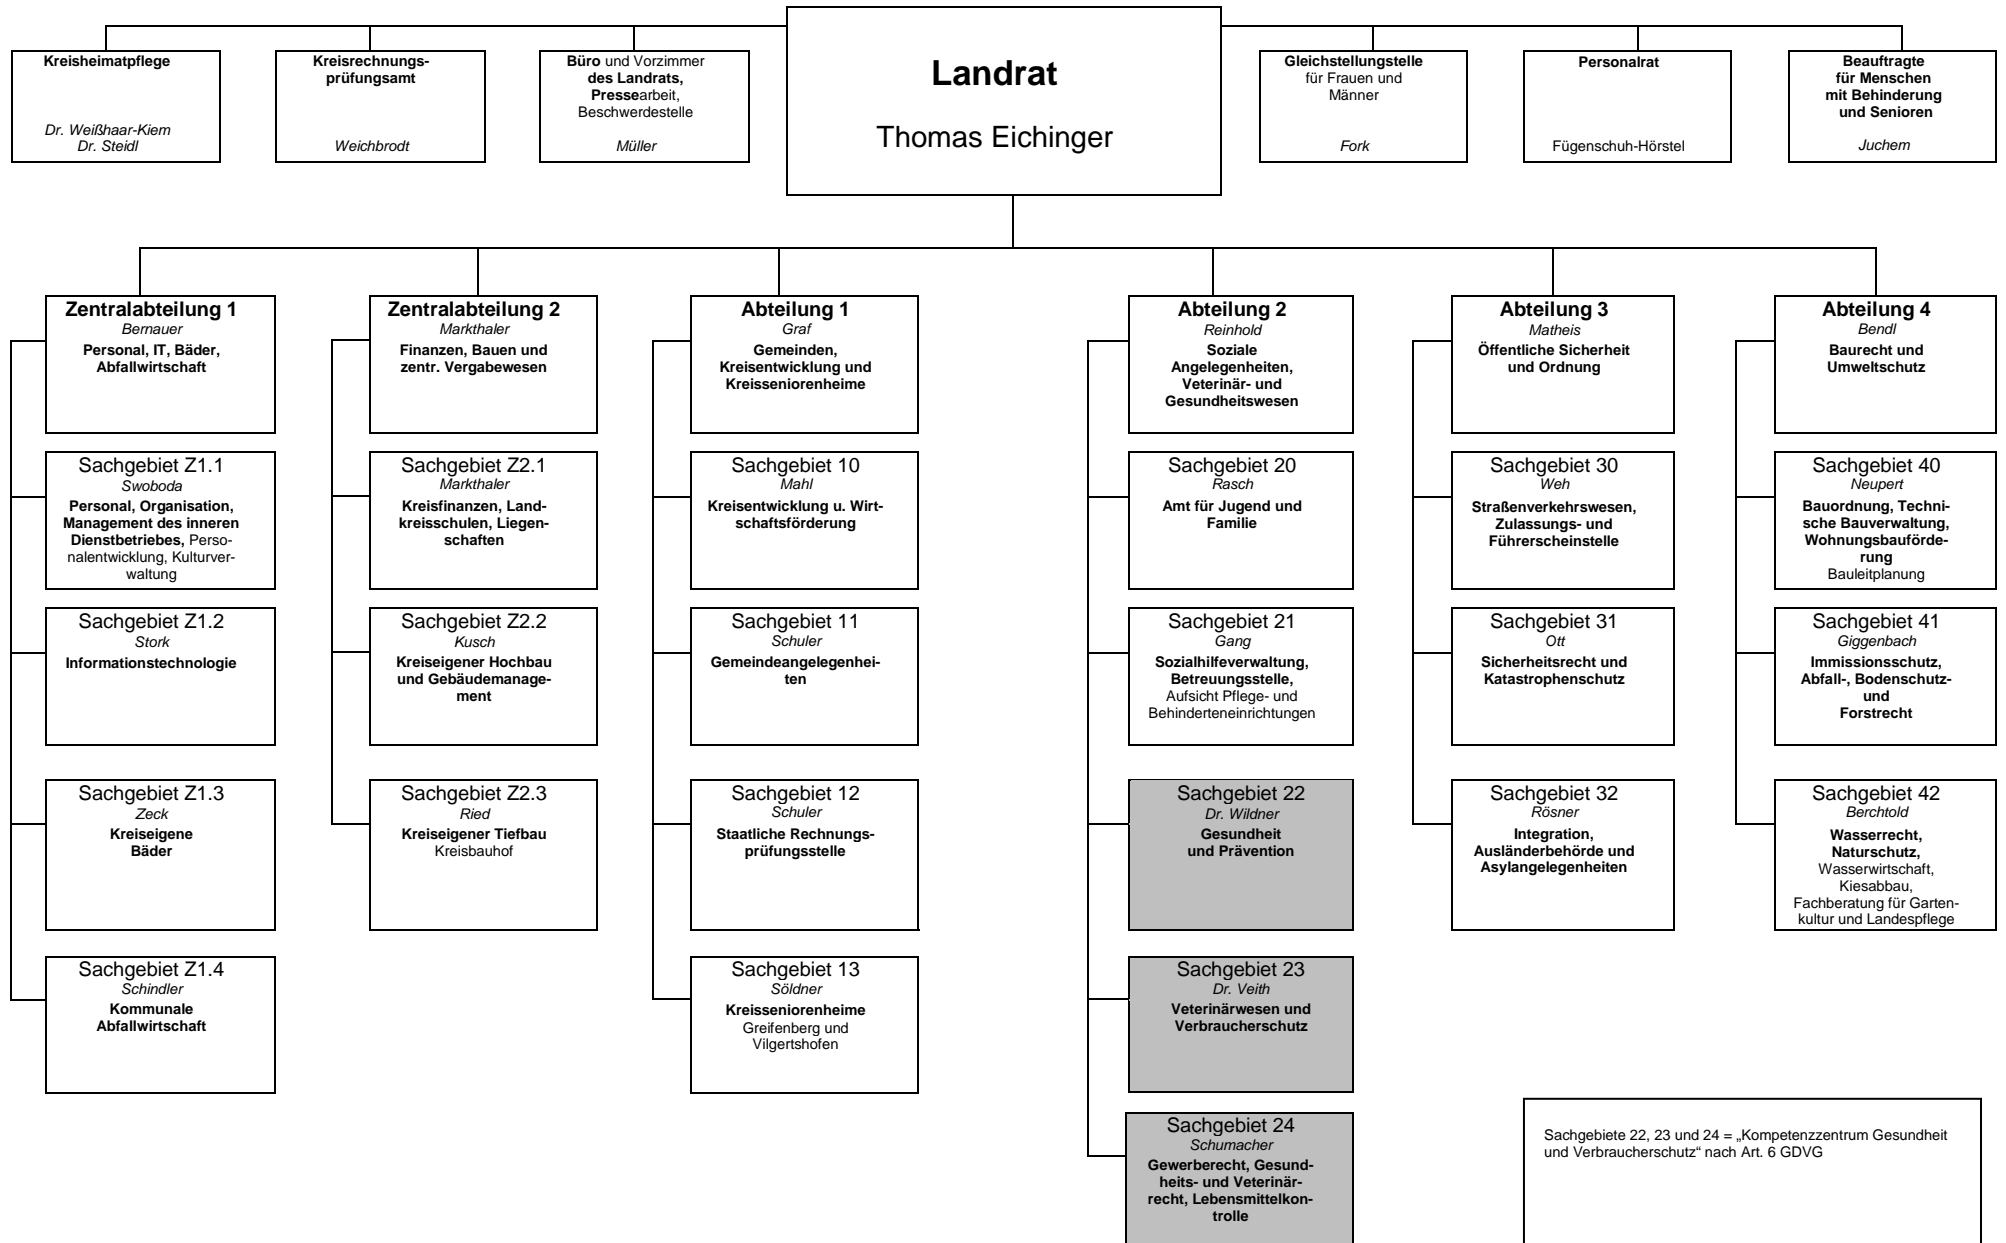 Kreisheimatpflege
Dr. Weißhaar-Kiem
Dr. Steidl
Kreisrechnungs-
prüfungsamt
Weichbrodt
Büro und Vorzimmer
des Landrats,
Pressearbeit,
Beschwerdestelle
Müller
Landrat
Thomas Eichinger
Gleichstellungstelle
für Frauen und
Männer
Fork
Personalrat
Fügenschuh-Hörstel
Beauftragte
für Menschen
mit Behinderung
und Senioren
Juchem
Zentralabteilung 1
Bernauer
Personal, IT, Bäder,
Abfallwirtschaft
Sachgebiet Z1.1
Swoboda
Personal, Organisation,
Management des inneren
Dienstbetriebes, Perso-
nalentwicklung, Kulturver-
waltung
Sachgebiet Z1.2
Stork
Informationstechnologie
Sachgebiet Z1.3
Zeck
Kreiseigene
Bäder
Sachgebiet Z1.4
Schindler
Kommunale
Abfallwirtschaft
Zentralabteilung 2
Markthaler
Finanzen, Bauen und
zentr. Vergabewesen
Sachgebiet Z2.1
Markthaler
Kreisfinanzen, Land-
kreisschulen, Liegen-
schaften
Sachgebiet Z2.2
Kusch
Kreiseigener Hochbau
und Gebäudemanage-
ment
Sachgebiet Z2.3
Ried
Kreiseigener Tiefbau
Kreisbauhof
Abteilung 1
Graf
Gemeinden,
Kreisentwicklung und
Kreisseniorenheime
Sachgebiet 10
Mahl
Kreisentwicklung u. Wirt-
schaftsförderung
Sachgebiet 11
Schuler
Gemeindeangelegenhei-
ten
Sachgebiet 12
Schuler
Staatliche Rechnungs-
prüfungsstelle
Sachgebiet 13
Söldner
Kreisseniorenheime
Greifenberg und
Vilgertshofen
Abteilung 2
Reinhold
Soziale
Angelegenheiten,
Veterinär- und
Gesundheitswesen
Sachgebiet 20
Rasch
Amt für Jugend und
Familie
Sachgebiet 21
Gang
Sozialhilfeverwaltung,
Betreuungsstelle,
Aufsicht Pflege- und
Behinderteneinrichtungen
Sachgebiet 22
Dr. Wildner
Gesundheit
und Prävention
Sachgebiet 23
Dr. Veith
Veterinärwesen und
Verbraucherschutz
Sachgebiet 24
Schumacher
Gewerberecht, Gesund-
heits- und Veterinär-
recht, Lebensmittelkon-
trolle
Abteilung 3
Matheis
Öffentliche Sicherheit
und Ordnung
Sachgebiet 30
Weh
Straßenverkehrswesen,
Zulassungs- und
Führerscheinstelle
Sachgebiet 31
Ott
Sicherheitsrecht und
Katastrophenschutz
Sachgebiet 32
Rösner
Integration,
Ausländerbehörde und
Asylangelegenheiten
Abteilung 4
Bendl
Baurecht und
Umweltschutz
Sachgebiet 40
Neupert
Bauordnung, Techni-
sche Bauverwaltung,
Wohnungsbauförde-
rung
Bauleitplanung
Sachgebiet 41
Giggenbach
Immissionsschutz,
Abfall-, Bodenschutz-
und
Forstrecht
Sachgebiet 42
Berchtold
Wasserrecht,
Naturschutz,
Wasserwirtschaft,
Kiesabbau,
Fachberatung für Garten-
kultur und Landespflege
Sachgebiete 22, 23 und 24 = „Kompetenzzentrum Gesundheit
und Verbraucherschutz“ nach Art. 6 GDVG